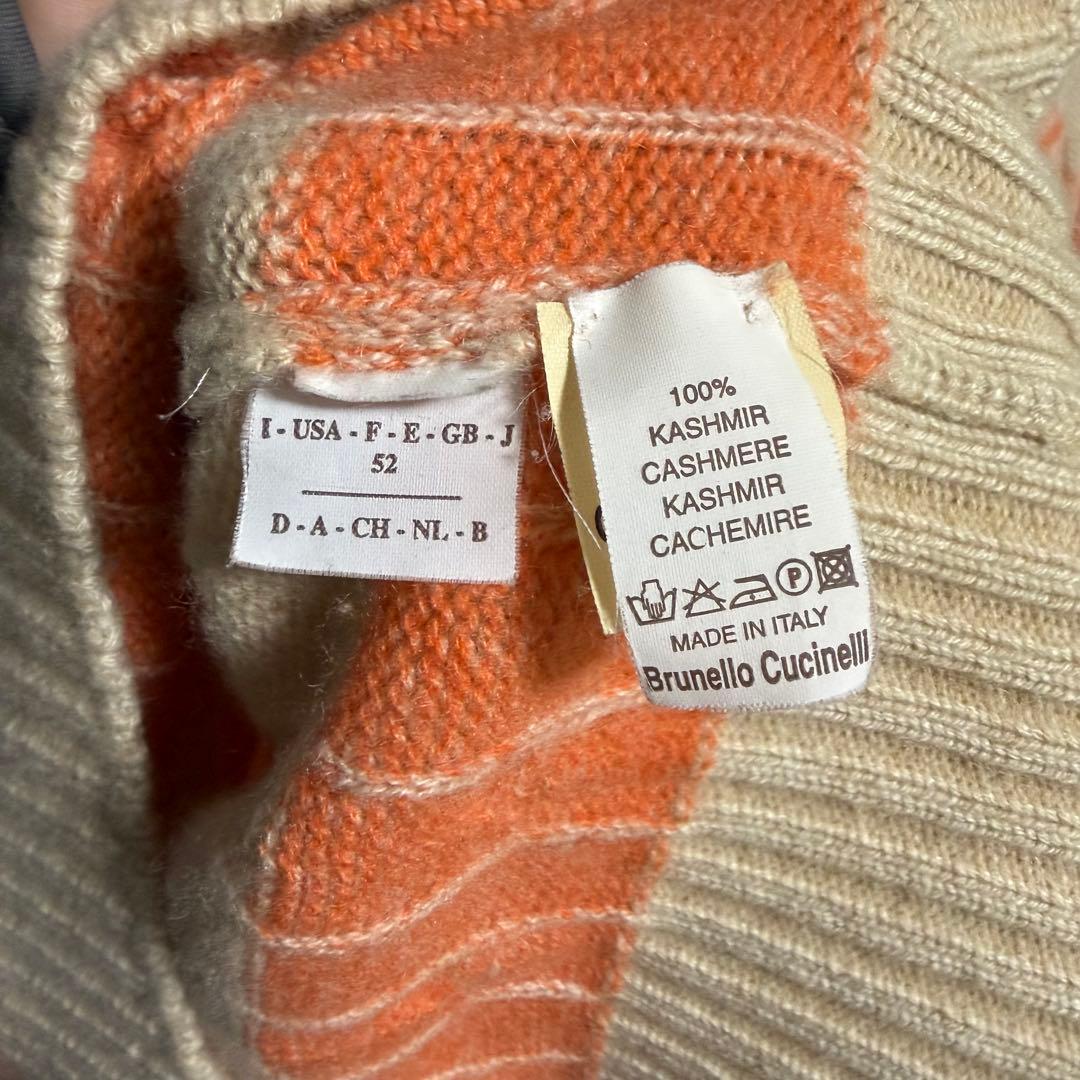 I - USA - F - E - GB - J
52
D - A - CH - NL - B
100%
KASHMIR
CASHMERE
KASHMIR
CACHEMIRE
P
MADE IN ITALY
Brunello Cucinelli